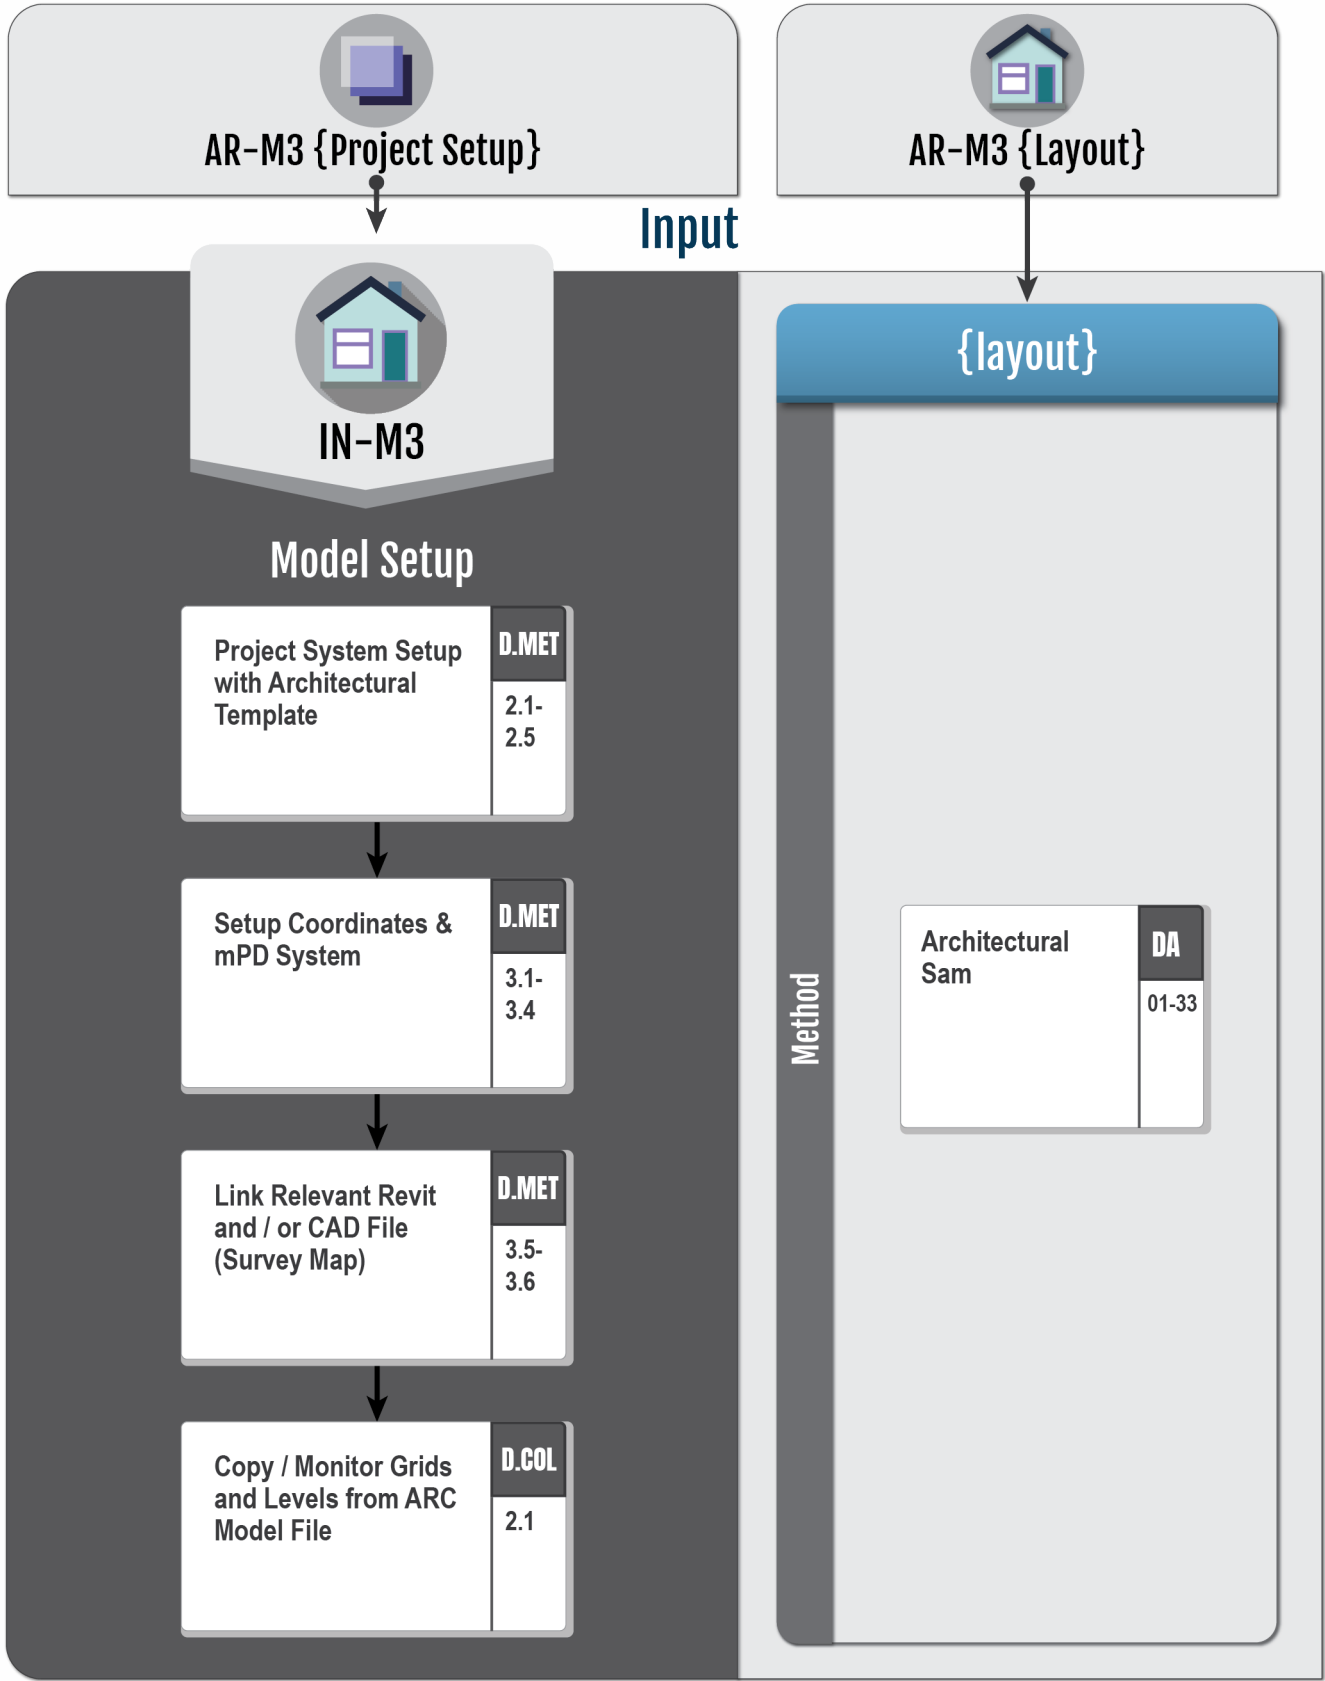 AR-M3 {Project Setup}
AR-M3 {Layout}
Input
IN-M3
Model Setup
Project System Setup
with Architectural
Template
D.MET
2.1-
2.5
Setup Coordinates &
mPD System
D.MET
3.1-
3.4
Link Relevant Revit
and / or CAD File
(Survey Map)
D.MET
3.5-
3.6
Copy / Monitor Grids
and Levels from ARC
Model File
D.COL
2.1
{layout}
Method
Architectural
Sam
DA
01-33